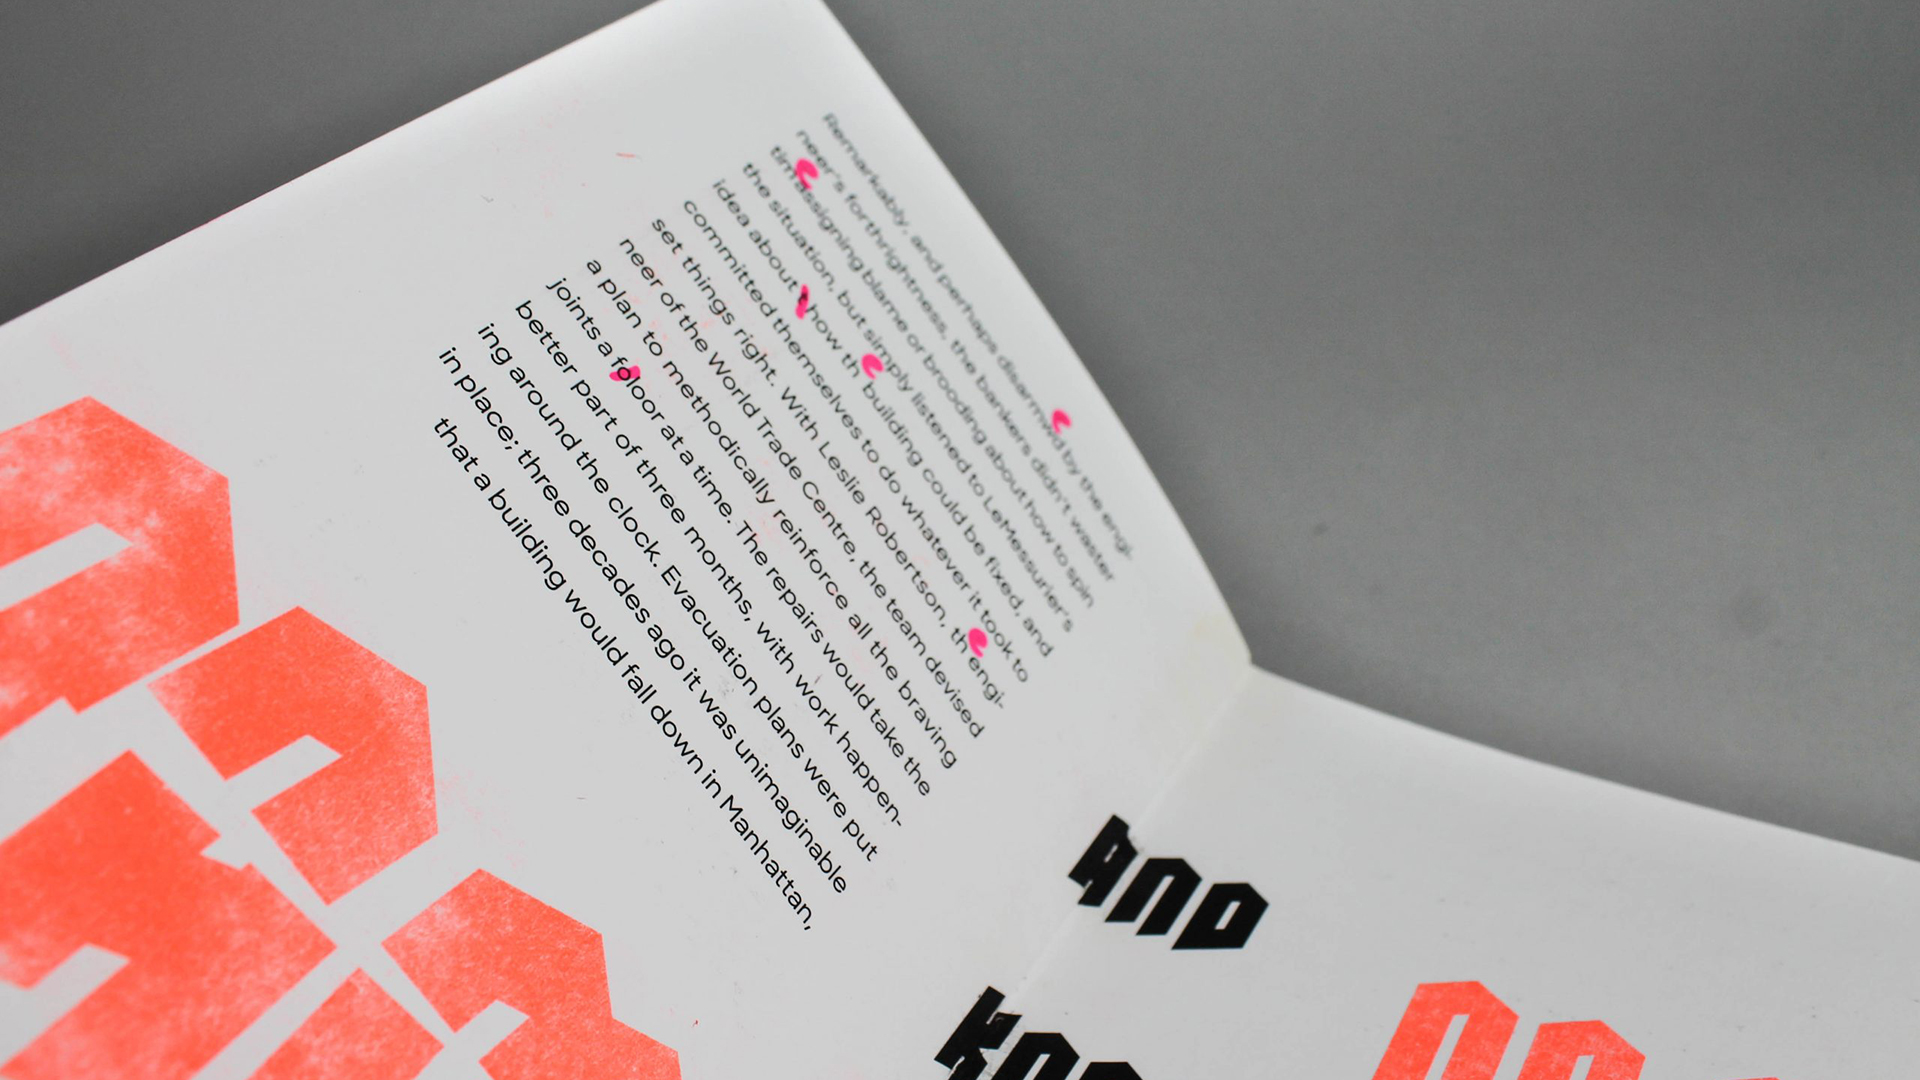 Remarkably, and perhaps disarmed by the engi-
neer's forthrightness, the bankers didn't waster
time assigning blame or brooding about how to spin
the situation, but simply listened to LeMessurier's
idea about how the building could be fixed, and
committed themselves to do whatever it took to
set things right. With Leslie Robertson, the engi-
neer of the World Trade Centre, the team devised
a plan to methodically reinforce all the braving
joints a floor at a time. The repairs would take the
better part of three months, with work happen-
ing around the clock. Evacuation plans were put
in place; three decades ago it was unimaginable
that a building would fall down in Manhattan,
AND